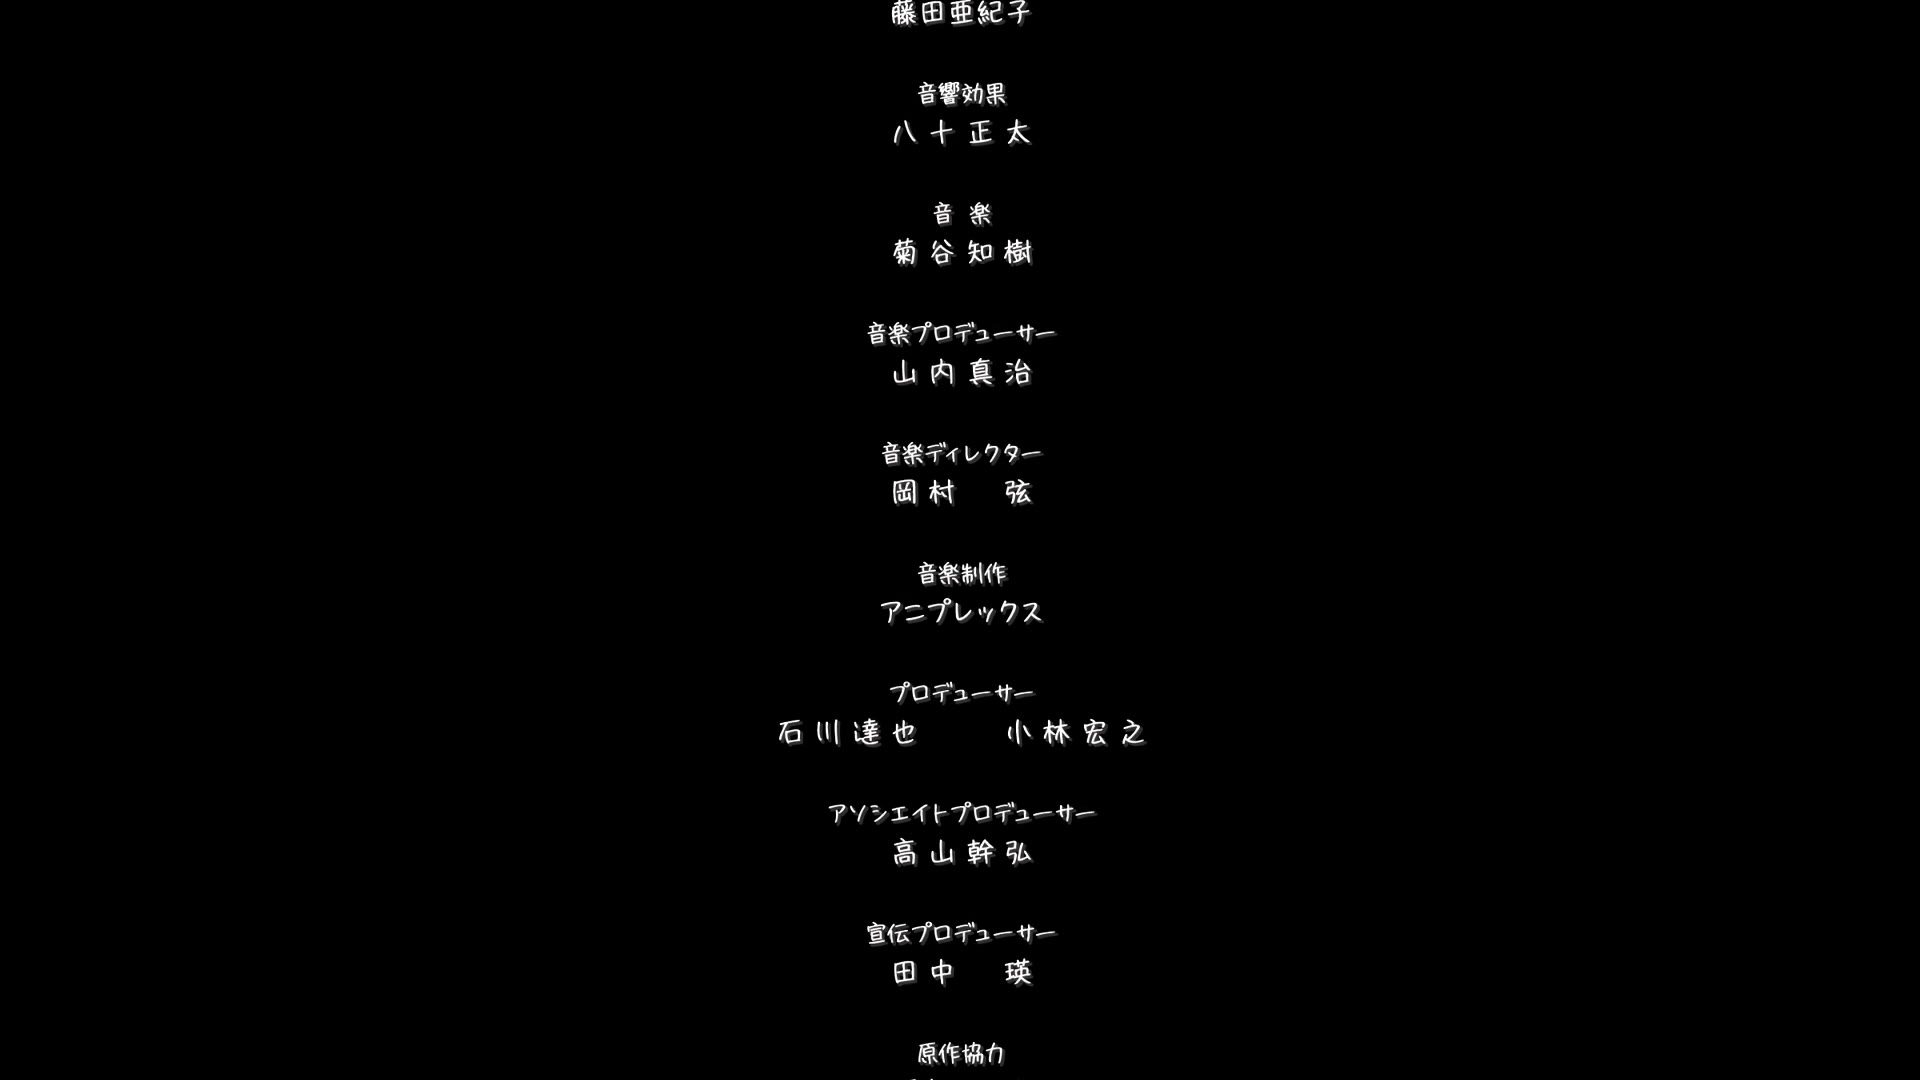 藤田亜紀子
音響効果
八十正太
音楽
菊谷知樹
音楽プロデューサー
山内真治
音楽ディレクター
岡村 弦
音楽制作
アニプレックス
プロデューサー
石川達也 小林宏之
アソシエイトプロデューサー
高山幹弘
宣伝プロデューサー
田中 瑛
原作協力